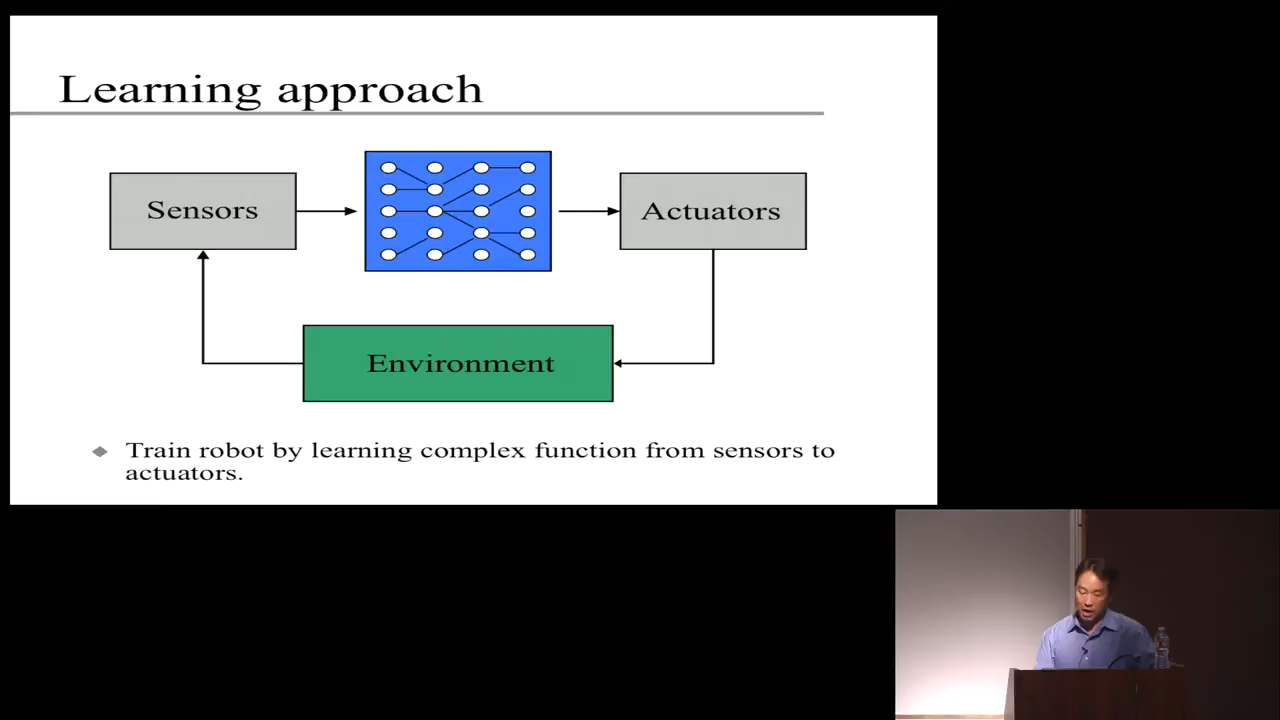 Learning approach
Sensors
Actuators
Environment
Train robot by learning complex function from sensors to
actuators.